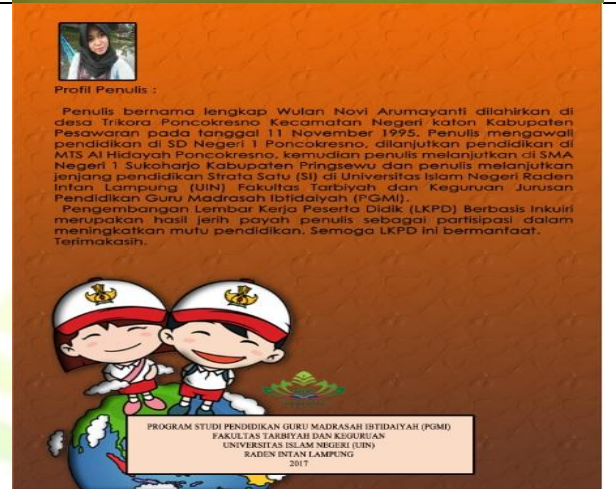 Profil Penulis :
Penulis bernama lengkap Wulan Novi Arumayanti dilahirkan di
desa Trikora Poncokresno Kecamatan Negeri katon Kabupaten
Pesawaran pada tanggal 11 November 1995. Penulis mengawali
pendidikan di SD Negeri 1 Poncokresno, dilanjutkan pendidikan di
MTS Al Hidayah Poncokresno, kemudian penulis melanjutkan di SMA
Negeri 1 Sukoharjo Kabupaten Pringsewu dan penulis melanjutkan
jenjang pendidikan Strata Satu (SI) di Universitas Islam Negeri Raden
Intan Lampung (UIN) Fakultas Tarbiyah dan Keguruan Jurusan
Pendidikan Guru Madrasah Ibtidaiyah (PGMI).
Pengembangan Lembar Kerja Peserta Didik (LKPD) Berbasis Inkuiri
merupakan hasil jerih payah penulis sebagai partisipasi dalam
meningkatkan mutu pendidikan. Semoga LKPD ini bermanfaat.
Terimakasih.
PROGRAM STUDI PENDIDIKAN GURU MADRASAH IBTIDAIYAH (PGMI)
FAKULTAS TARBIYAH DAN KEGURUAN
UNIVERSITAS ISLAM NEGERI (UIN)
RADEN INTAN LAMPUNG
2017